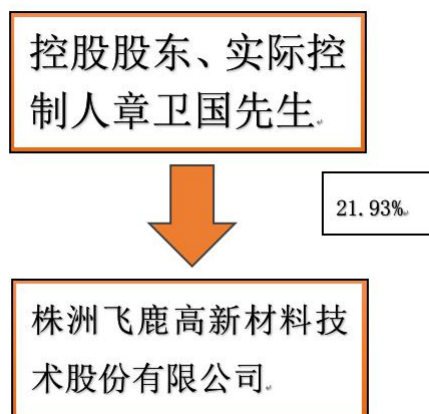 控股股东、实际控
制人章卫国先生
21.93%
株洲飞鹿高新材料技
术股份有限公司